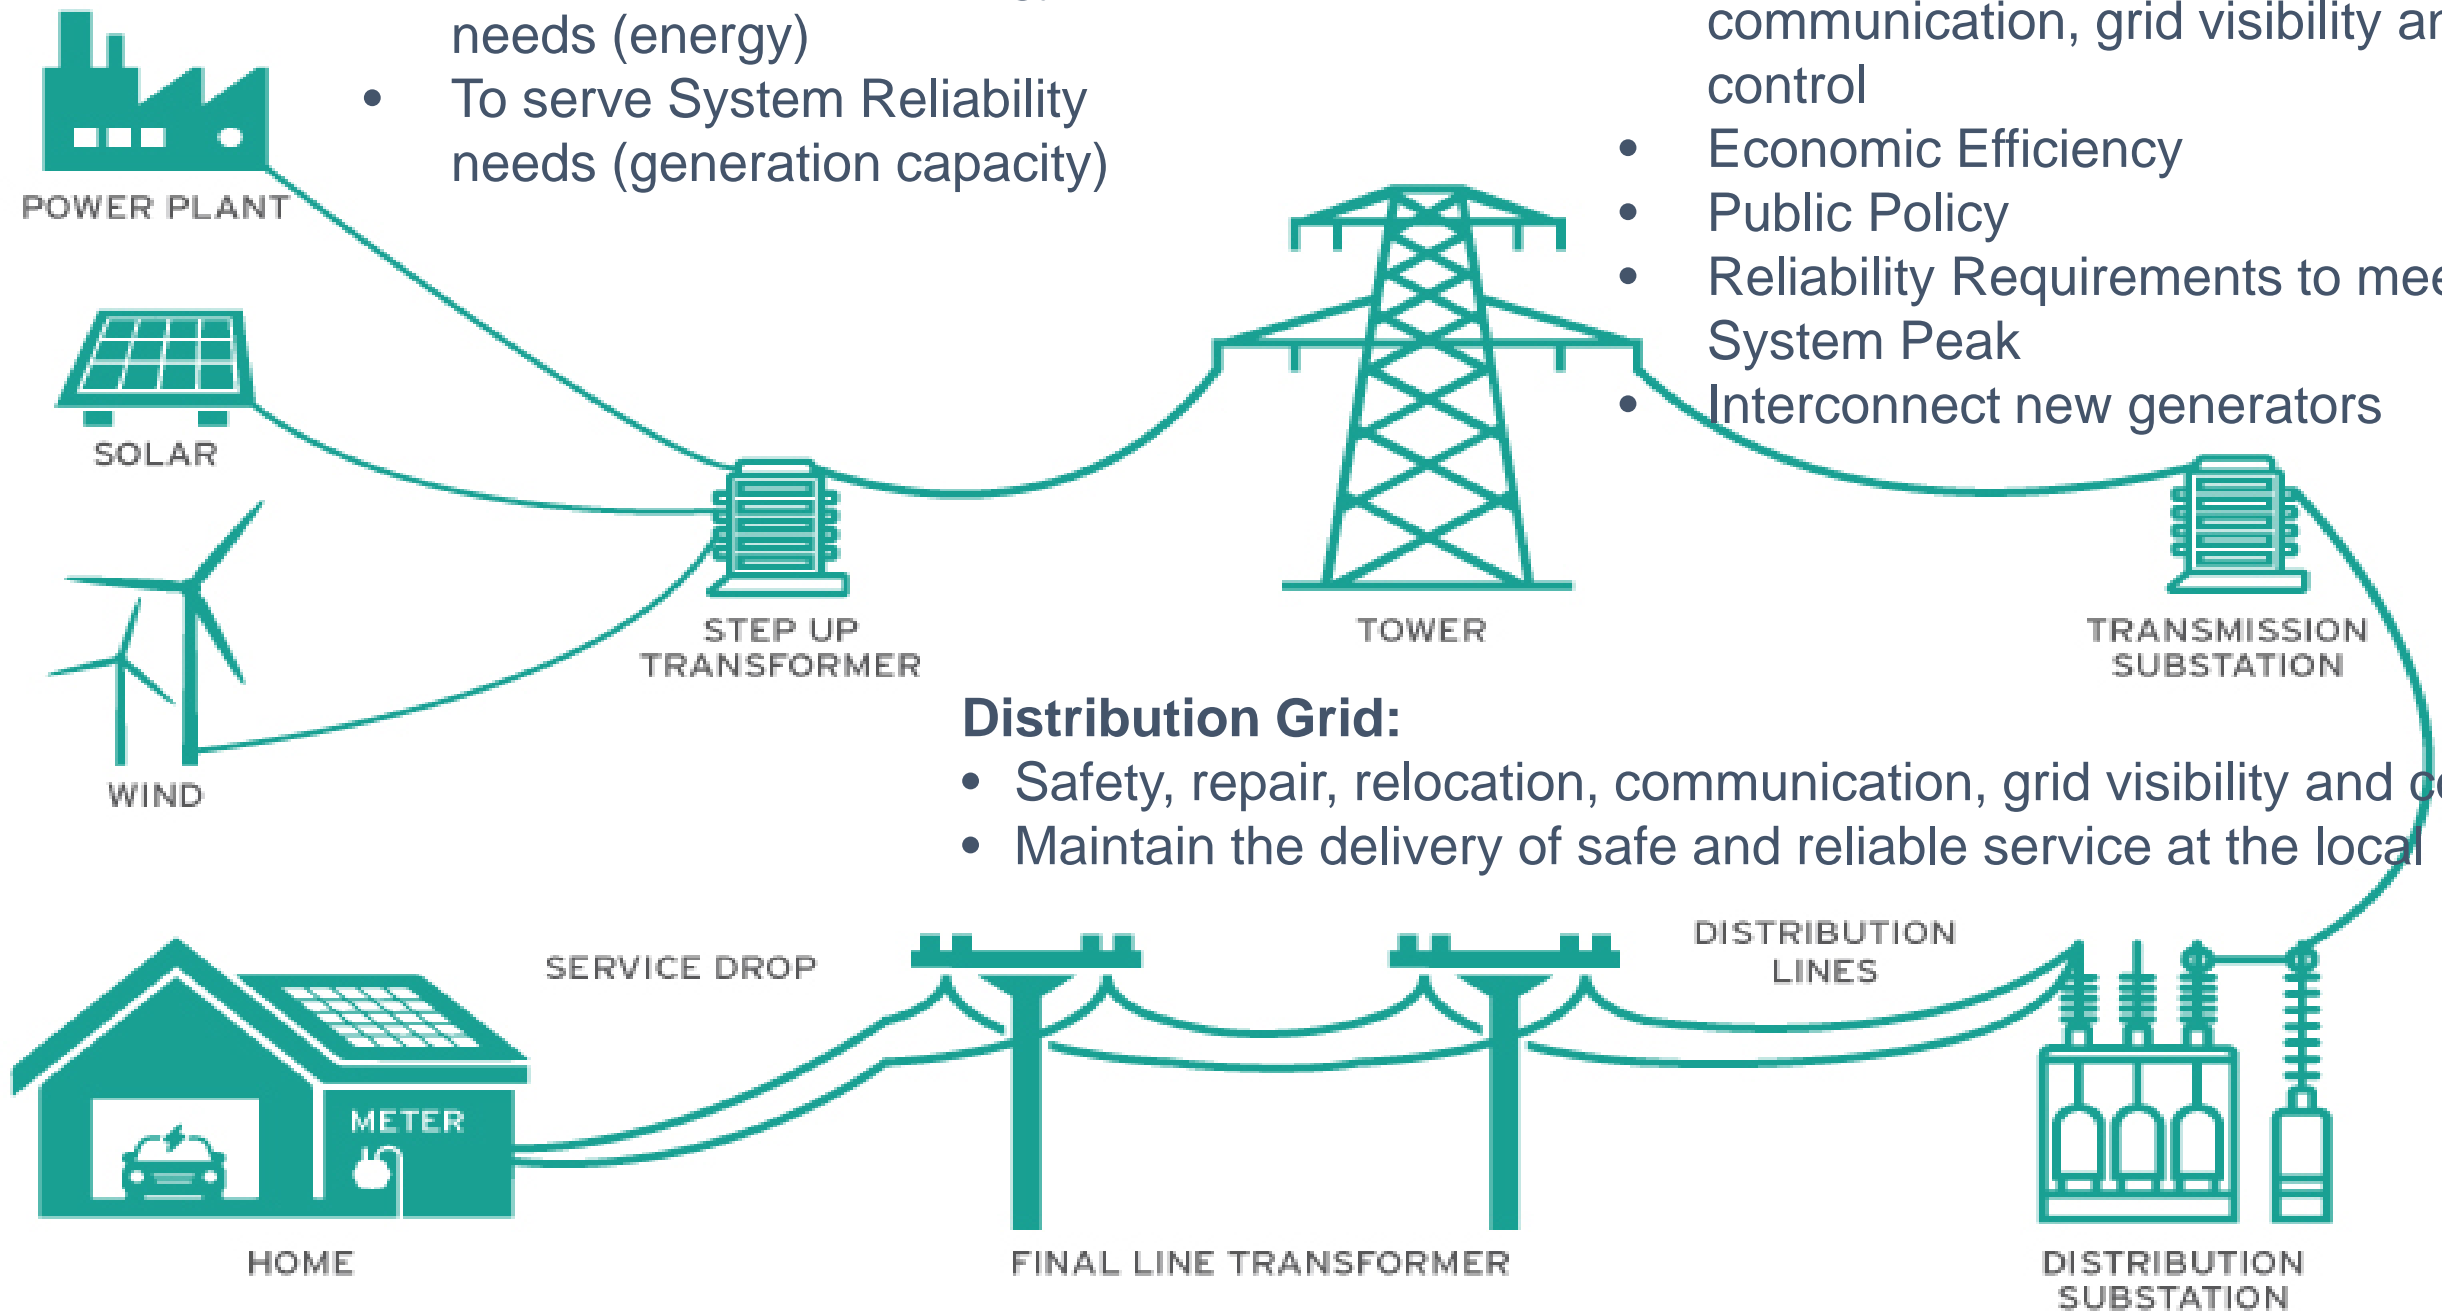 needs (energy)
• To serve System Reliability
needs (generation capacity)
communication, grid visibility
control
• Economic Efficiency
• Public Policy
• Reliability Requirements to
System Peak
• Interconnect new generators
POWER PLANT
SOLAR
WIND
STEP UP
TRANSFORMER
TOWER
TRANSMISSION
SUBSTATION
Distribution Grid:
• Safety, repair, relocation, communication, grid visibility and
• Maintain the delivery of safe and reliable service at the local
SERVICE DROP
DISTRIBUTION
LINES
METER
HOME
FINAL LINE TRANSFORMER
DISTRIBUTION
SUBSTATION